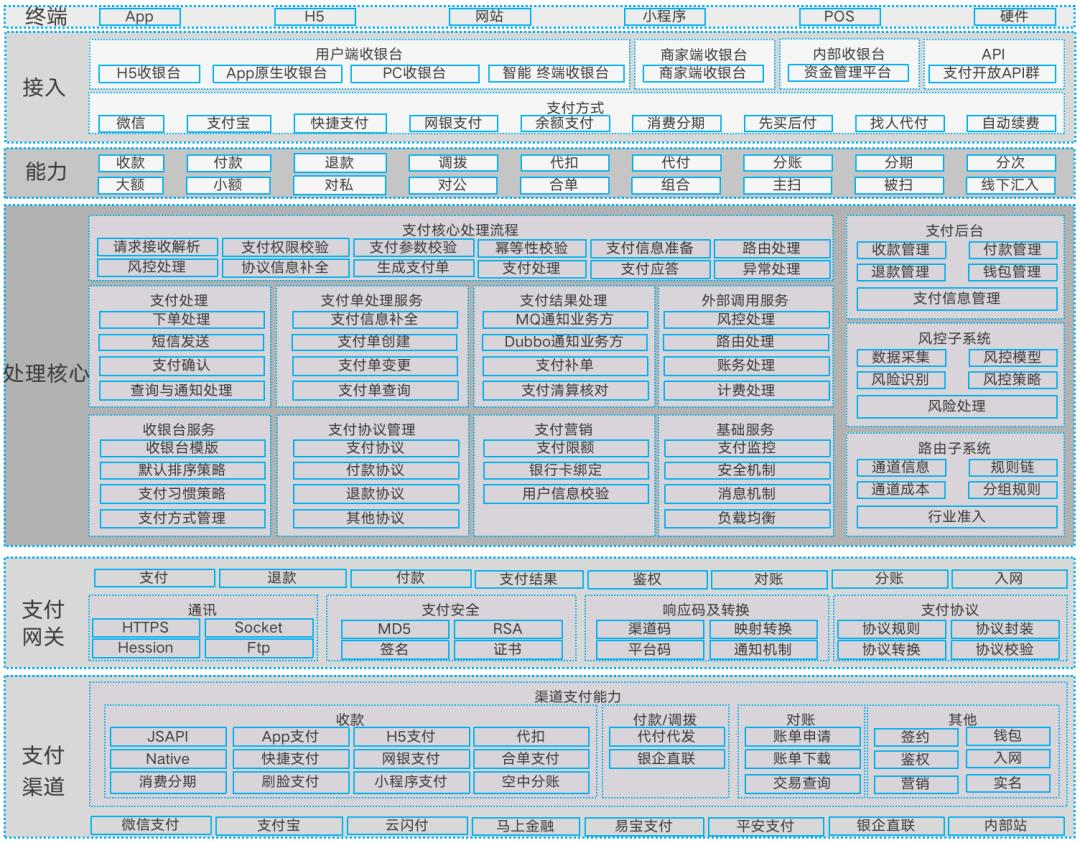 终端 App H5 网站 小程序 POS 硬件
接入
用户端收银台 商家端收银台 内部收银台 API
H5收银台 App原生收银台 PC收银台 智能 终端收银台 商家端收银台 资金管理平台 支付开放API群
支付方式
微信 支付宝 快捷支付 网银支付 余额支付 消费分期 先买后付 找人代付 自动续费
能力
收款 付款 退款 调拨 代扣 代付 分账 分期 分次
大额 小额 对私 对公 合单 组合 主扫 被扫 线下汇入
处理核心
支付核心处理流程
请求接收解析 支付权限校验 支付参数校验 幂等性校验 支付信息准备 路由处理
风控处理 协议信息补全 生成支付单 支付处理 支付应答 异常处理
支付处理 支付单处理服务 支付结果处理 外部调用服务
下单处理 支付信息补全 MQ通知业务方 风控处理
短信发送 支付单创建 Dubbo通知业务方 路由处理
支付确认 支付单变更 支付补单 账务处理
查询与通知处理 支付单查询 支付清算核对 计费处理
收银台服务 支付协议管理 支付营销 基础服务
收银台模版 支付协议 支付限额 支付监控
默认排序策略 付款协议 银行卡绑定 安全机制
支付习惯策略 退款协议 用户信息校验 消息机制
支付方式管理 其他协议 负载均衡
支付后台
收款管理 付款管理
退款管理 钱包管理
支付信息管理
风控子系统
数据采集 风控模型
风险识别 风控策略
风险处理
路由子系统
通道信息 规则链
通道成本 分组规则
行业准入
支付
网关
支付 退款 付款 支付结果 鉴权 对账 分账 入网
通讯 支付安全 响应码及转换 支付协议
HTTPS Socket MD5 RSA 渠道码 映射转换 协议规则 协议封装
Hession Ftp 签名 证书 平台码 通知机制 协议转换 协议校验
支付
渠道
渠道支付能力
收款 付款/调拨 对账 其他
JSAPI App支付 H5支付 代扣 代付代发 账单申请 签约 钱包
Native 快捷支付 网银支付 合单支付 银企直联 账单下载 鉴权 入网
消费分期 刷脸支付 小程序支付 空中分账 交易查询 营销 实名
微信支付 支付宝 云闪付 马上金融 易宝支付 平安支付 银企直联 内部站